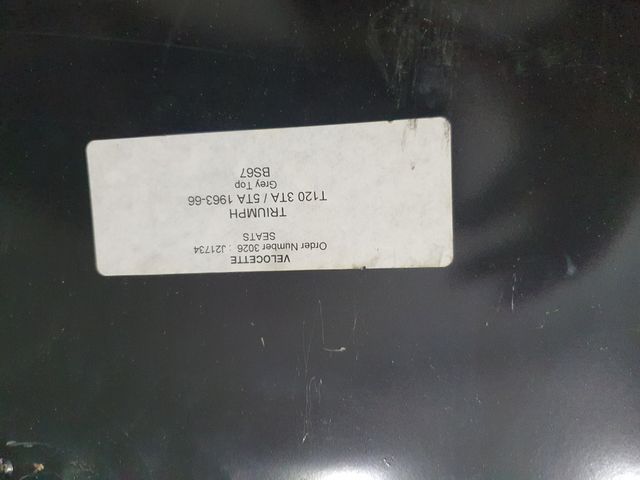 VELOCETTE
Order Number 3026 : J21734
SEATS
TRIUMPH
T120 3TA / 5TA 1963-66
Grey Top
BS67